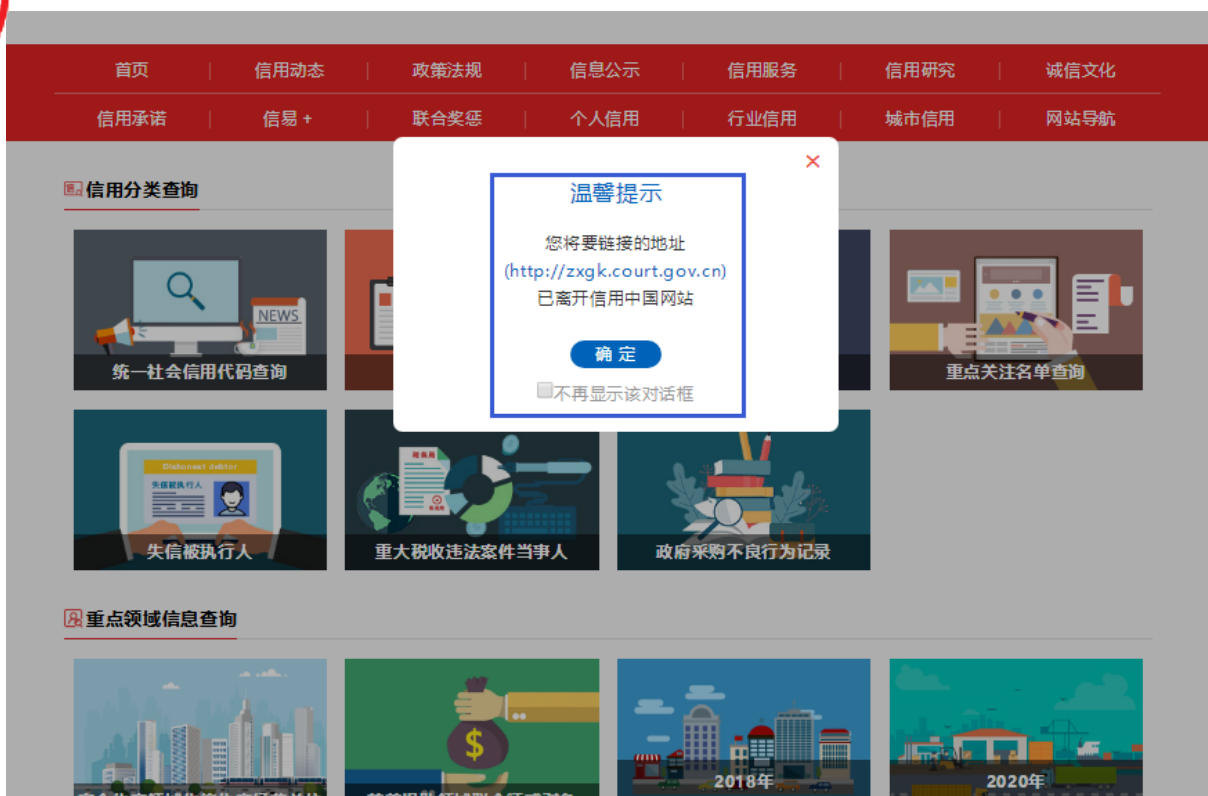 首页
信用动态
政策法规
信息公示
信用服务
信用研究
诚信文化
信用承诺
信易 +
联合奖惩
个人信用
行业信用
城市信用
网站导航
信用分类查询
温馨提示
您将要链接的地址
(http://zxgk.court.gov.cn)
已离开信用中国网站
确 定
不再显示该对话框
NEWS
统一社会信用代码查询
重点关注名单查询
Dishonest debtor
失信被执行人
失信被执行人
重大税收违法案件当事人
政府采购不良行为记录
重点领域信息查询
$
2018年
2020年